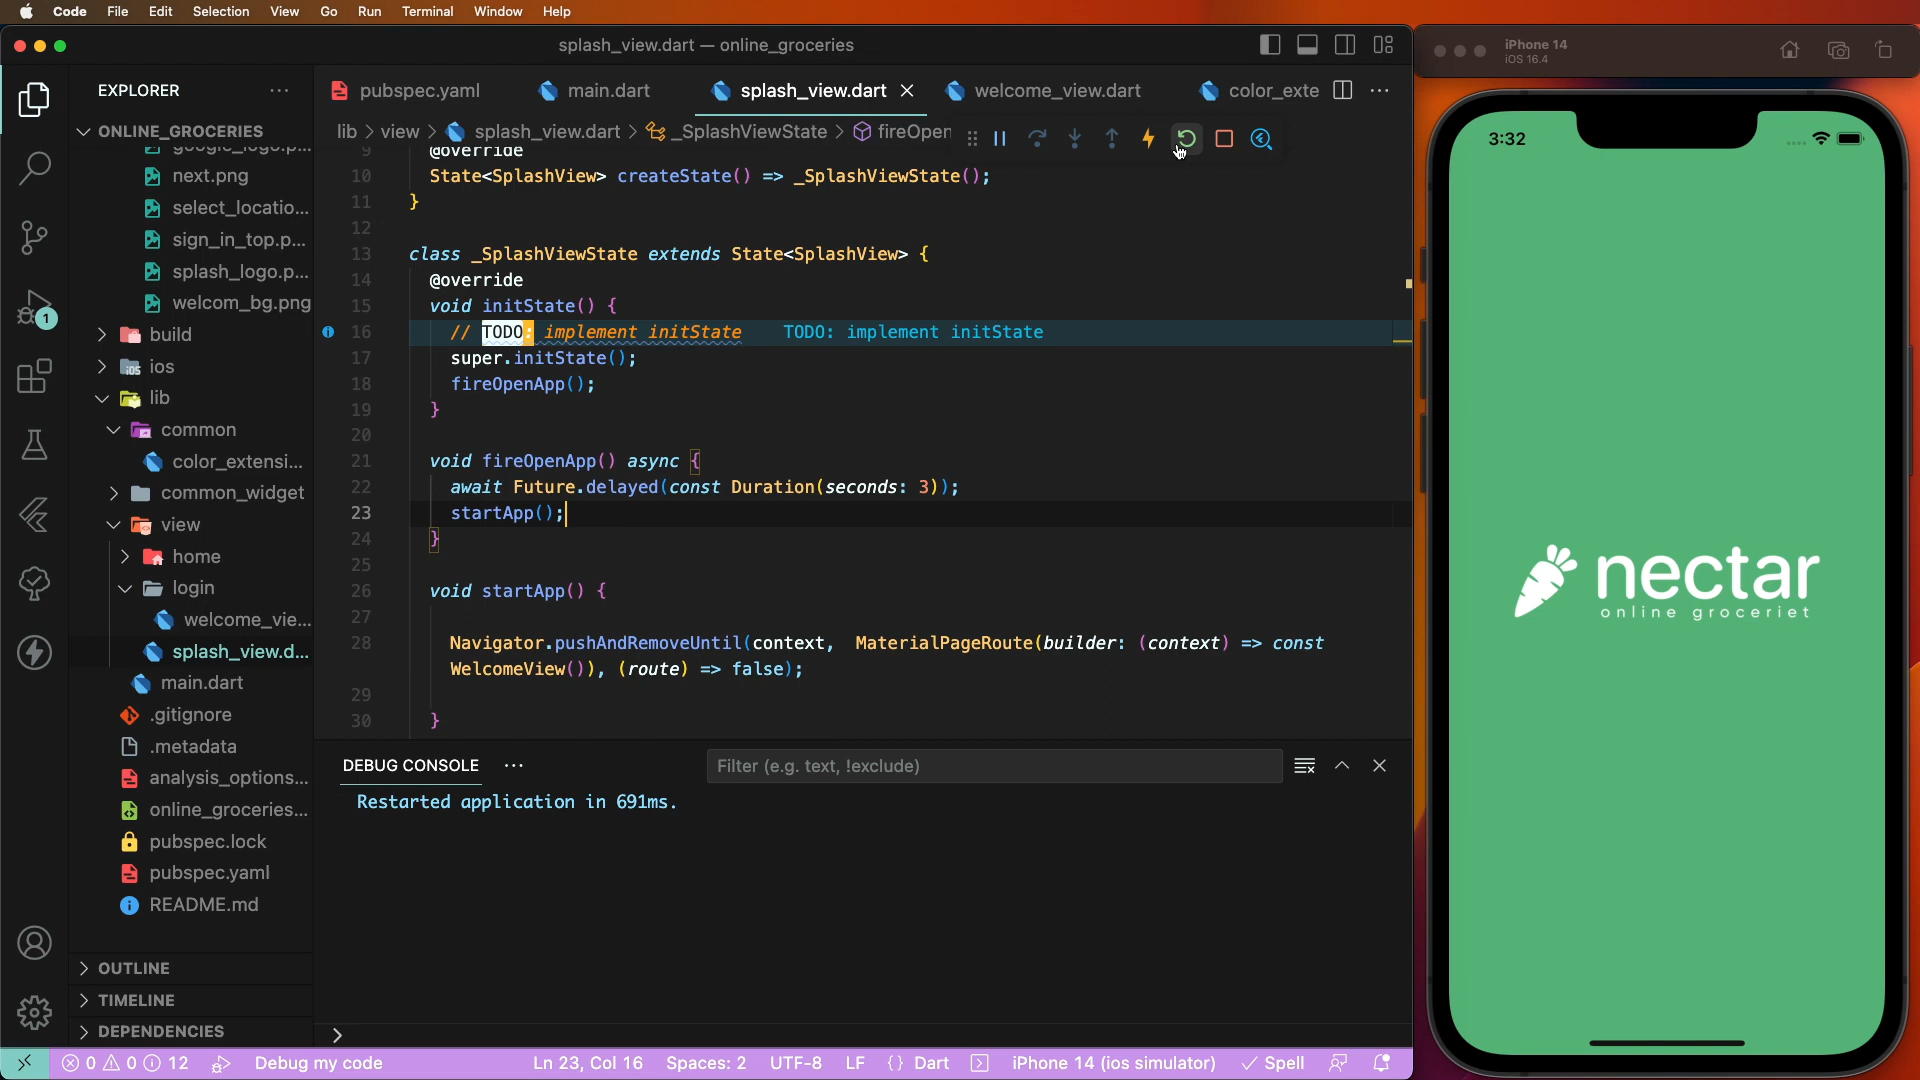 Code File Edit Selection View Go Run Terminal Window Help
splash_view.dart — online_groceries
iPhone 14
iOS 16.4
EXPLORER
pubspec.yaml
main.dart
splash_view.dart
welcome_view.dart
color_exte
ONLINE_GROCERIES
lib > view > splash_view.dart > _SplashViewState > fireOpen
google_logo.p...
next.png
select_locatio...
sign_in_top.p...
splash_logo.p...
welcom_bg.png
build
ios
lib
common
color_extensi...
common_widget
view
home
login
welcome_vie...
splash_view.d...
main.dart
.gitignore
.metadata
analysis_options...
online_groceries...
pubspec.lock
pubspec.yaml
README.md
OUTLINE
TIMELINE
DEPENDENCIES
1
9 @override
10 State<SplashView> createState() => _SplashViewState();
11 }
12
13 class _SplashViewState extends State<SplashView> {
14 @override
15 void initState() {
16 // TODO: implement initState TODO: implement initState
17 super.initState();
18 fireOpenApp();
19 }
20
21 void fireOpenApp() async {
22 await Future.delayed(const Duration(seconds: 3));
23 startApp();
24 }
25
26 void startApp() {
27
28 Navigator.pushAndRemoveUntil(context, MaterialPageRoute(builder: (context) => const
WelcomeView()), (route) => false);
29
30 }
DEBUG CONSOLE
Filter (e.g. text, !exclude)
Restarted application in 691ms.
0 0 12 Debug my code Ln 23, Col 16 Spaces: 2 UTF-8 LF {} Dart iPhone 14 (ios simulator) Spell
3:32
nectar
online groceriet